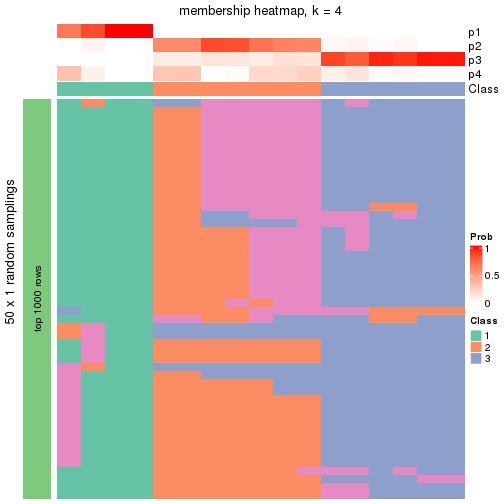 membership heatmap, k = 4
p1
p2
p3
p4
Class
50 x 1 random samplings
top 1000 rows
Prob
1
0.5
0
Class
1
2
3